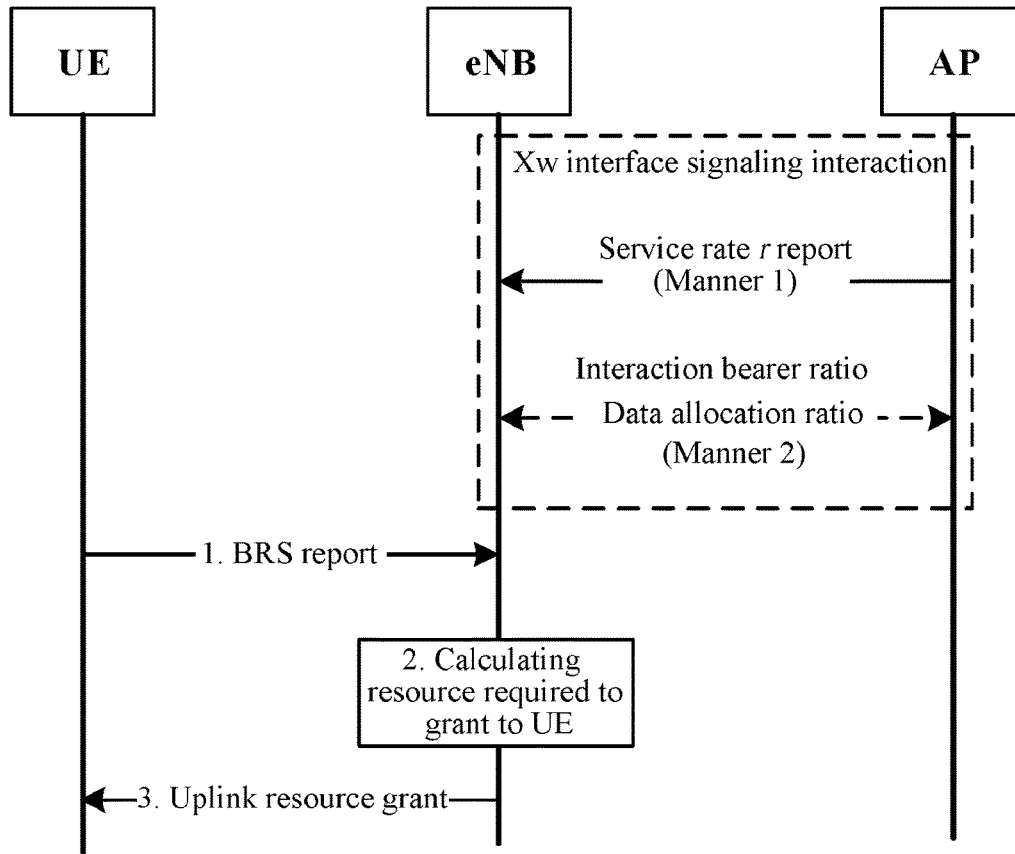 UE
eNB
AP
Xw interface signaling interaction
Service rate r report
(Manner 1)
Interaction bearer ratio
Data allocation ratio
(Manner 2)
1. BRS report
2. Calculating
resource required to
grant to UE
3. Uplink resource grant